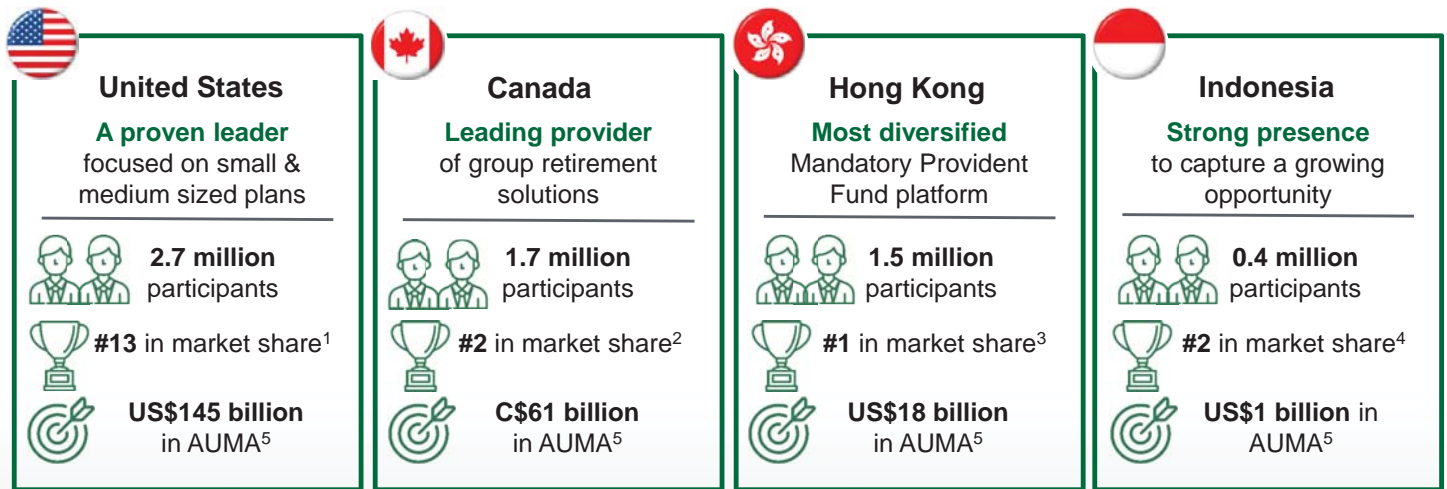 United States
A proven leader
focused on small &
medium sized plans
2.7 million
participants
#13 in market share1
US$145 billion
in AUMA5
Canada
Leading provider
of group retirement
solutions
1.7 million
participants
#2 in market share2
C$61 billion
in AUMA5
Hong Kong
Most diversified
Mandatory Provident
Fund platform
1.5 million
participants
#1 in market share3
US$18 billion
in AUMA5
Indonesia
Strong presence
to capture a growing
opportunity
0.4 million
participants
#2 in market share4
US$1 billion in
AUMA5